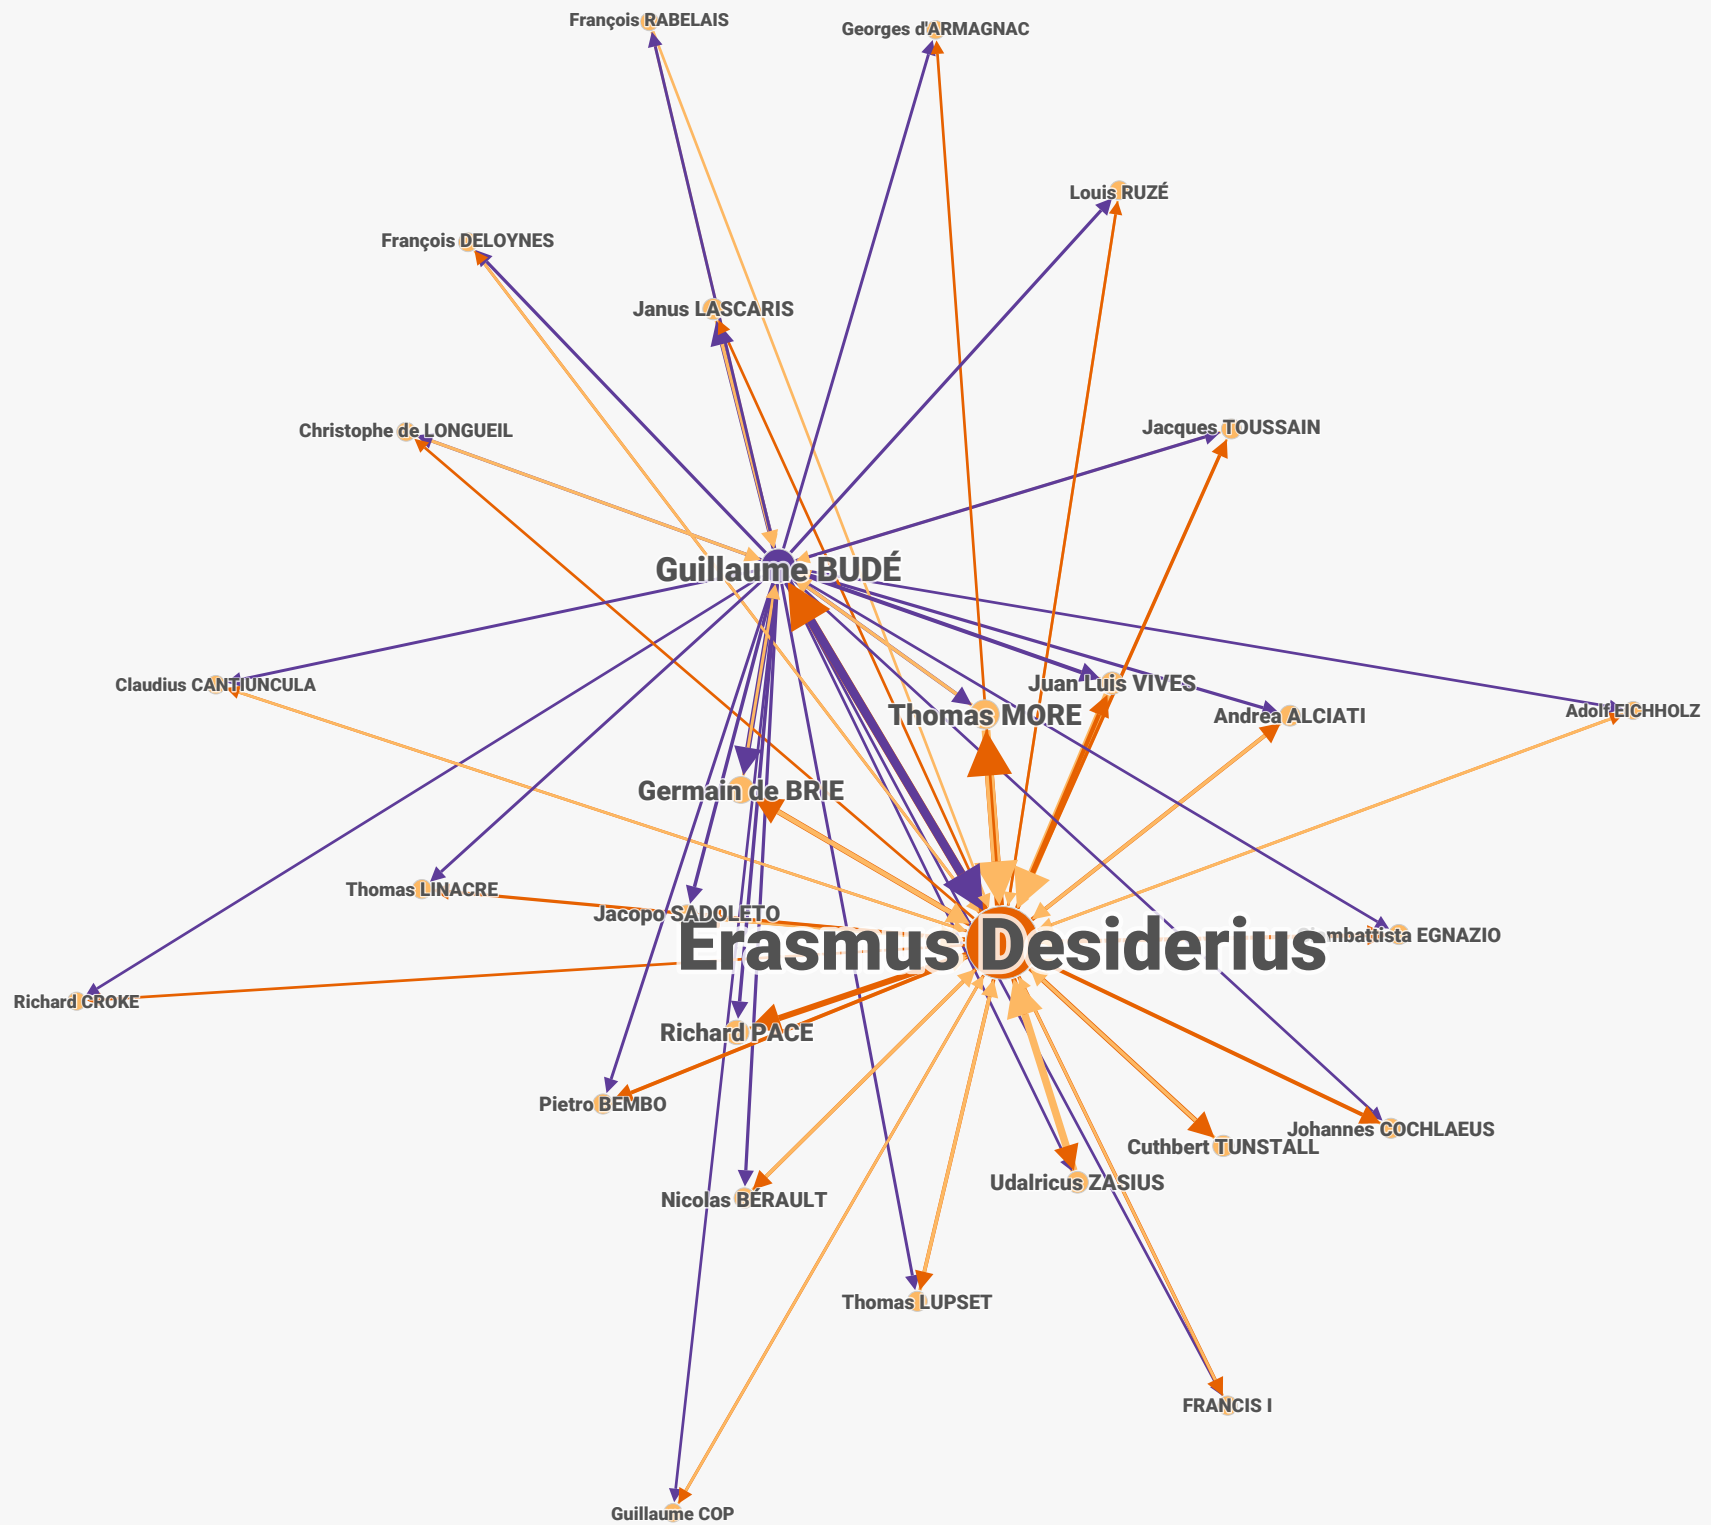 François RABELAIS
Georges d'ARMAGNAC
Louis RUZÉ
François DELOYNES
Janus LASCARIS
Christophe de LONGUEIL
Jacques TOUSSAIN
Guillaume BUDÉ
Claudius CANTIUNCULA
Juan Luis VIVES
Thomas MORE
Andrea ALCIATI
Adolf EICHHOLZ
Germain de BRIE
Thomas LINACRE
Jacopo SADOLETO
Erasmus Desiderius
EGNAZIO
Richard CROKE
Richard PACE
Pietro BEMBO
Johannes COCHLAEUS
Cuthbert TUNSTALL
Udalricus ZASIUS
Nicolas BÉRAULT
Thomas LUPSET
FRANCIS I
Guillaume COP